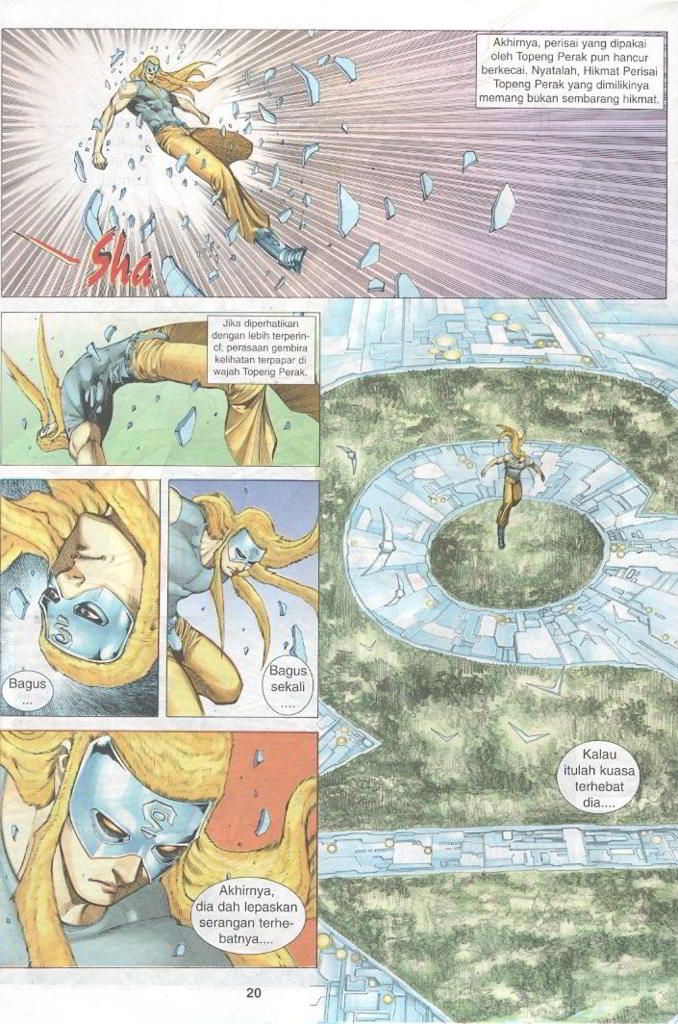 Akhirnya, perisai yang dipakai
oleh Topeng Perak pun hancur
berkecai. Nyatalah, Hikmat Perisai
Topeng Perak yang dimilikinya
memang bukan sembarang hikmat.
Sha
Jika diperhatikan
dengan lebih terperin-
ci, perasaan gembira
kelihatan terpapar di
wajah Topeng Perak.
Bagus
...
Bagus
sekali
....
Akhirnya,
dia dah lepaskan
serangan terhe-
batnya....
Kalau
itulah kuasa
terhebat
dia....
20